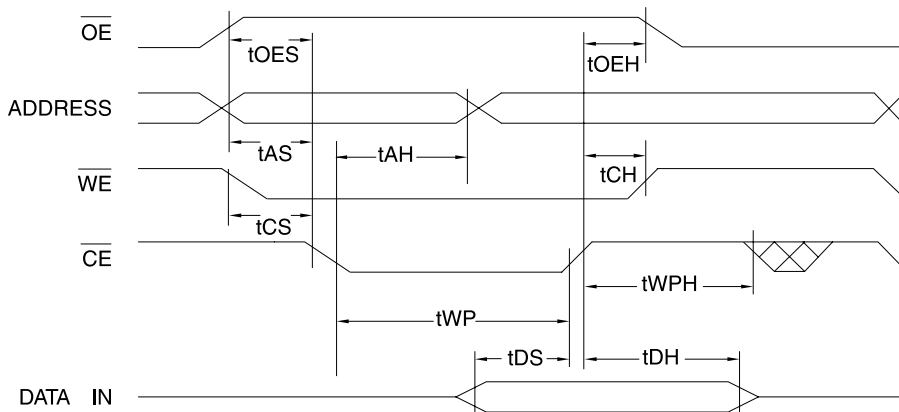 OE
tOES
tOEH
ADDRESS
tAS
tAH
WE
tCH
tCS
CE
tWPH
tWP
tDS
tDH
DATA IN